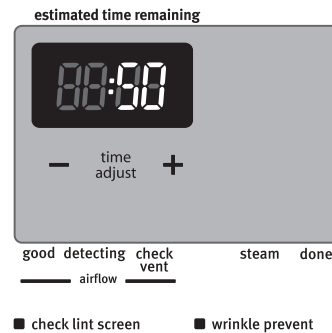 estimated time remaining
:50
− time adjust +
good detecting check vent steam done
airflow
■ check lint screen ■ wrinkle prevent